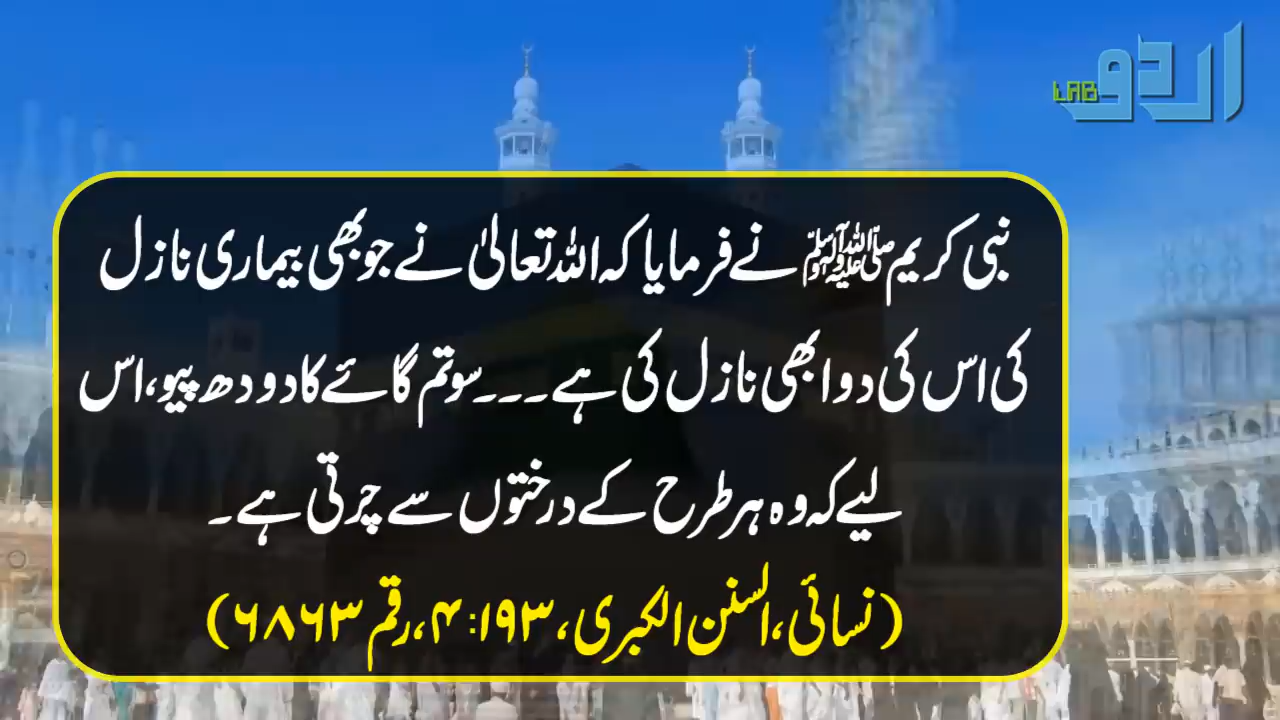 اردو
LAB
نبی کریمﷺ نے فرمایا کہ اللہ تعالیٰ نے جو بھی بیماری نازل
کی اس کی دوا بھی نازل کی ہے۔۔۔سو تم گائے کا دودھ پیو، اس
لیے کہ وہ ہر طرح کے درختوں سے چرتی ہے۔
(نسائی، السنن الکبری، ۴:۱۹۳، رقم ۶۸۶۳)